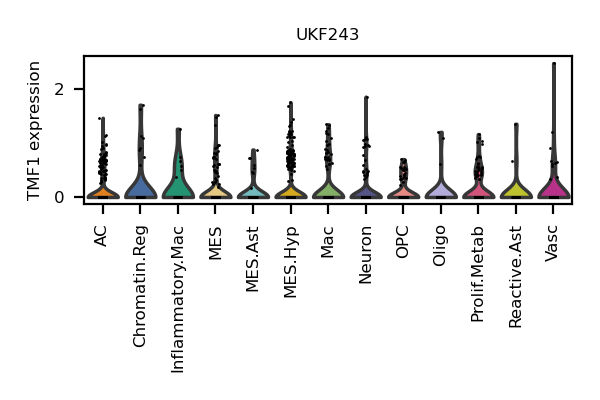 UKF243
TMF1 expression
2
0
AC
Chromatin.Reg
Inflammatory.Mac
MES
MES.Ast
MES.Hyp
Mac
Neuron
OPC
Oligo
Prolif.Metab
Reactive.Ast
Vasc